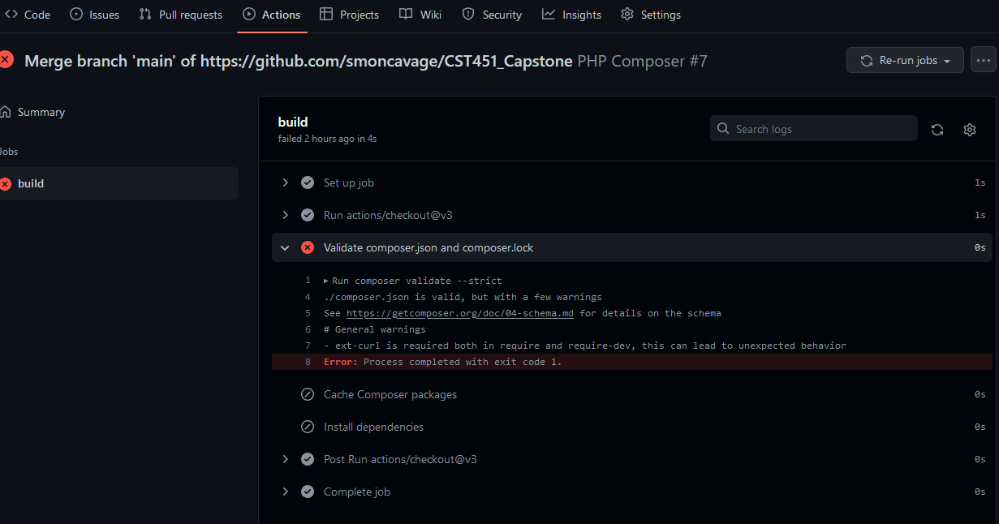 Code Issues Pull requests Actions Projects Wiki Security Insights Settings
Merge branch 'main' of https://github.com/smoncavage/CST451_Capstone PHP Composer #7
Re-run jobs
Summary
Jobs
build
build
failed 2 hours ago in 4s
Search logs
Set up job 1s
Run actions/checkout@v3 1s
Validate composer.json and composer.lock 0s
1 Run composer validate --strict
4 ./composer.json is valid, but with a few warnings
5 See https://getcomposer.org/doc/04-schema.md for details on the schema
6 # General warnings
7 - ext-curl is required both in require and require-dev, this can lead to unexpected behavior
8 Error: Process completed with exit code 1.
Cache Composer packages 0s
Install dependencies 0s
Post Run actions/checkout@v3 0s
Complete job 0s